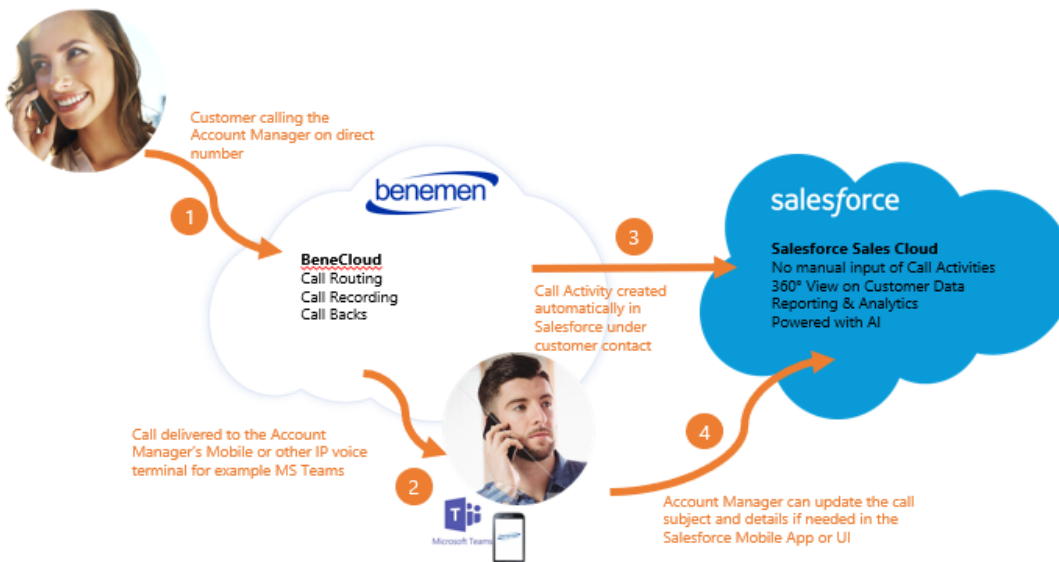 Customer calling the
Account Manager on direct
number
1
benemen
BeneCloud
Call Routing
Call Recording
Call Backs
3
Call Activity created
automatically in
Salesforce under
customer contact
salesforce
Salesforce Sales Cloud
No manual input of Call Activities
360° View on Customer Data
Reporting & Analytics
Powered with AI
Call delivered to the Account
Manager's Mobile or other IP voice
terminal for example MS Teams
2
T
Microsoft Teams
4
Account Manager can update the call
subject and details if needed in the
Salesforce Mobile App or UI